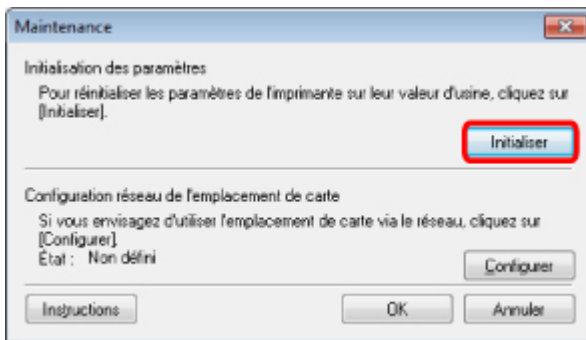 Maintenance
Initialisation des paramètres
Pour réinitialiser les paramètres de l'imprimante sur leur valeur d'usine, cliquez sur
[Initialiser].
Initialiser
Configuration réseau de l'emplacement de carte
Si vous envisagez d'utiliser l'emplacement de carte via le réseau, cliquez sur
[Configurer].
État : Non défini
Configurer
Instructions
OK
Annuler